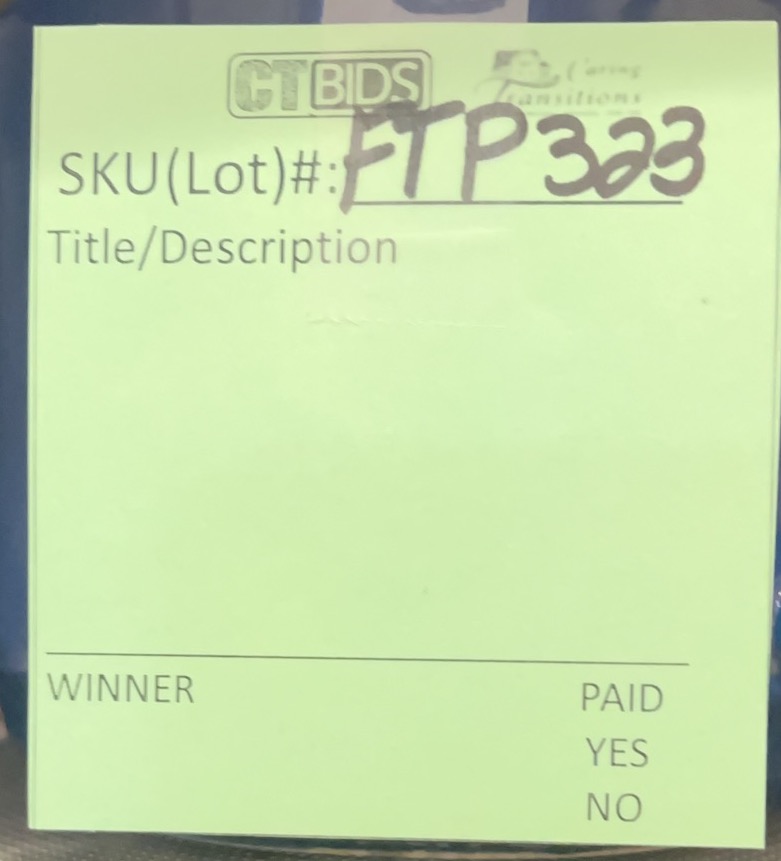 CTBIDS
Caring
Transitions
SKU(Lot)#:FTP323
Title/Description
WINNER PAID
YES
NO